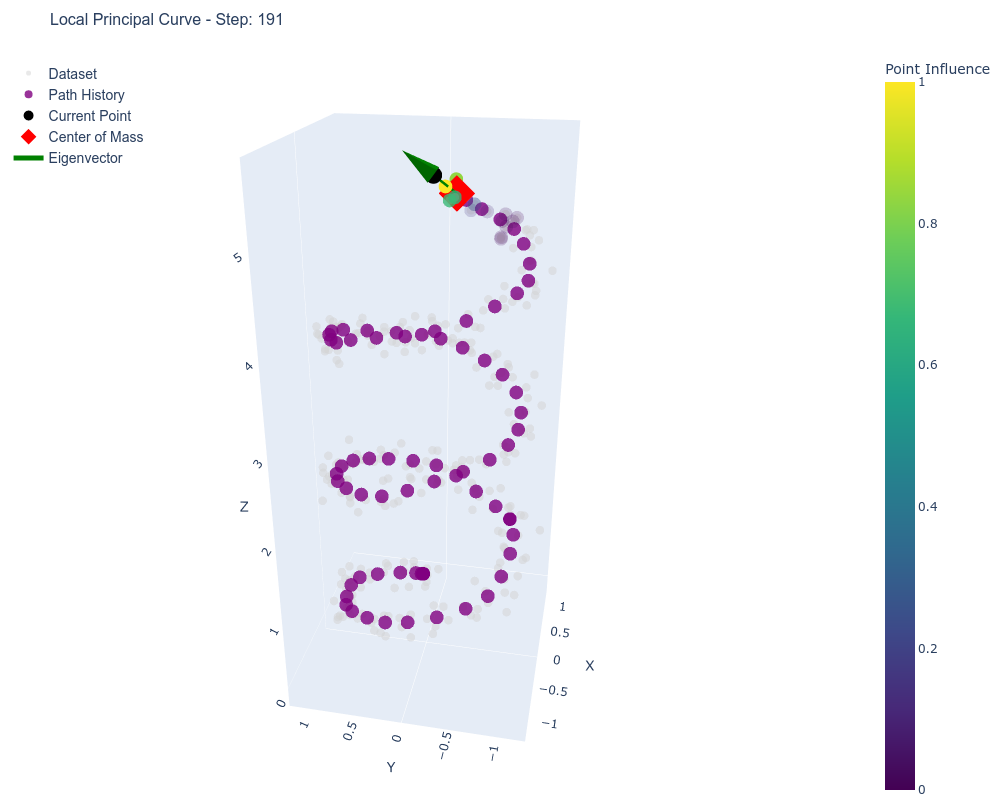 Local Principal Curve - Step: 191
Dataset
Path History
Current Point
Center of Mass
Eigenvector
Point Influence
1
0.8
0.6
0.4
0.2
0
5
4
3
2
1
0
Z
1
0.5
0
−0.5
−1
X
1
0.5
0
−0.5
−1
Y